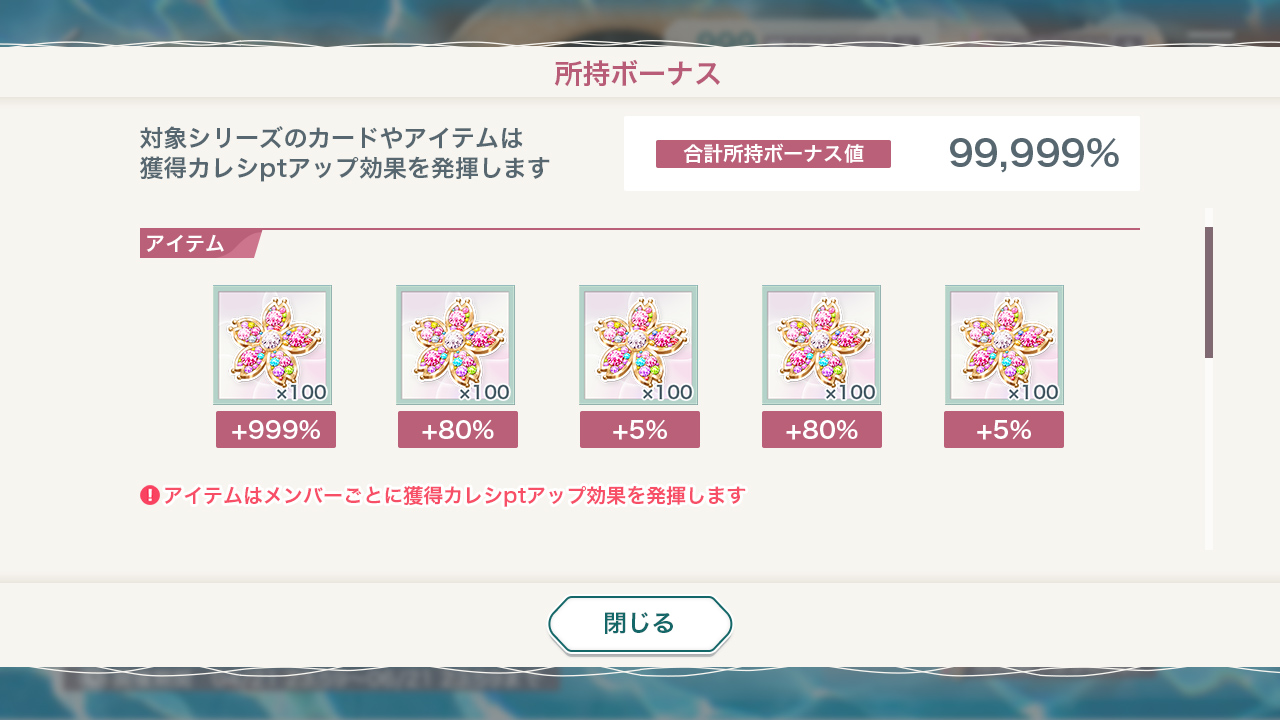 所持ボーナス
対象シリーズのカードやアイテムは
獲得カレシptアップ効果を発揮します
合計所持ボーナス値 99,999%
アイテム
×100 ×100 ×100 ×100 ×100
+999% +80% +5% +80% +5%
アイテムはメンバーごとに獲得カレシptアップ効果を発揮します
閉じる